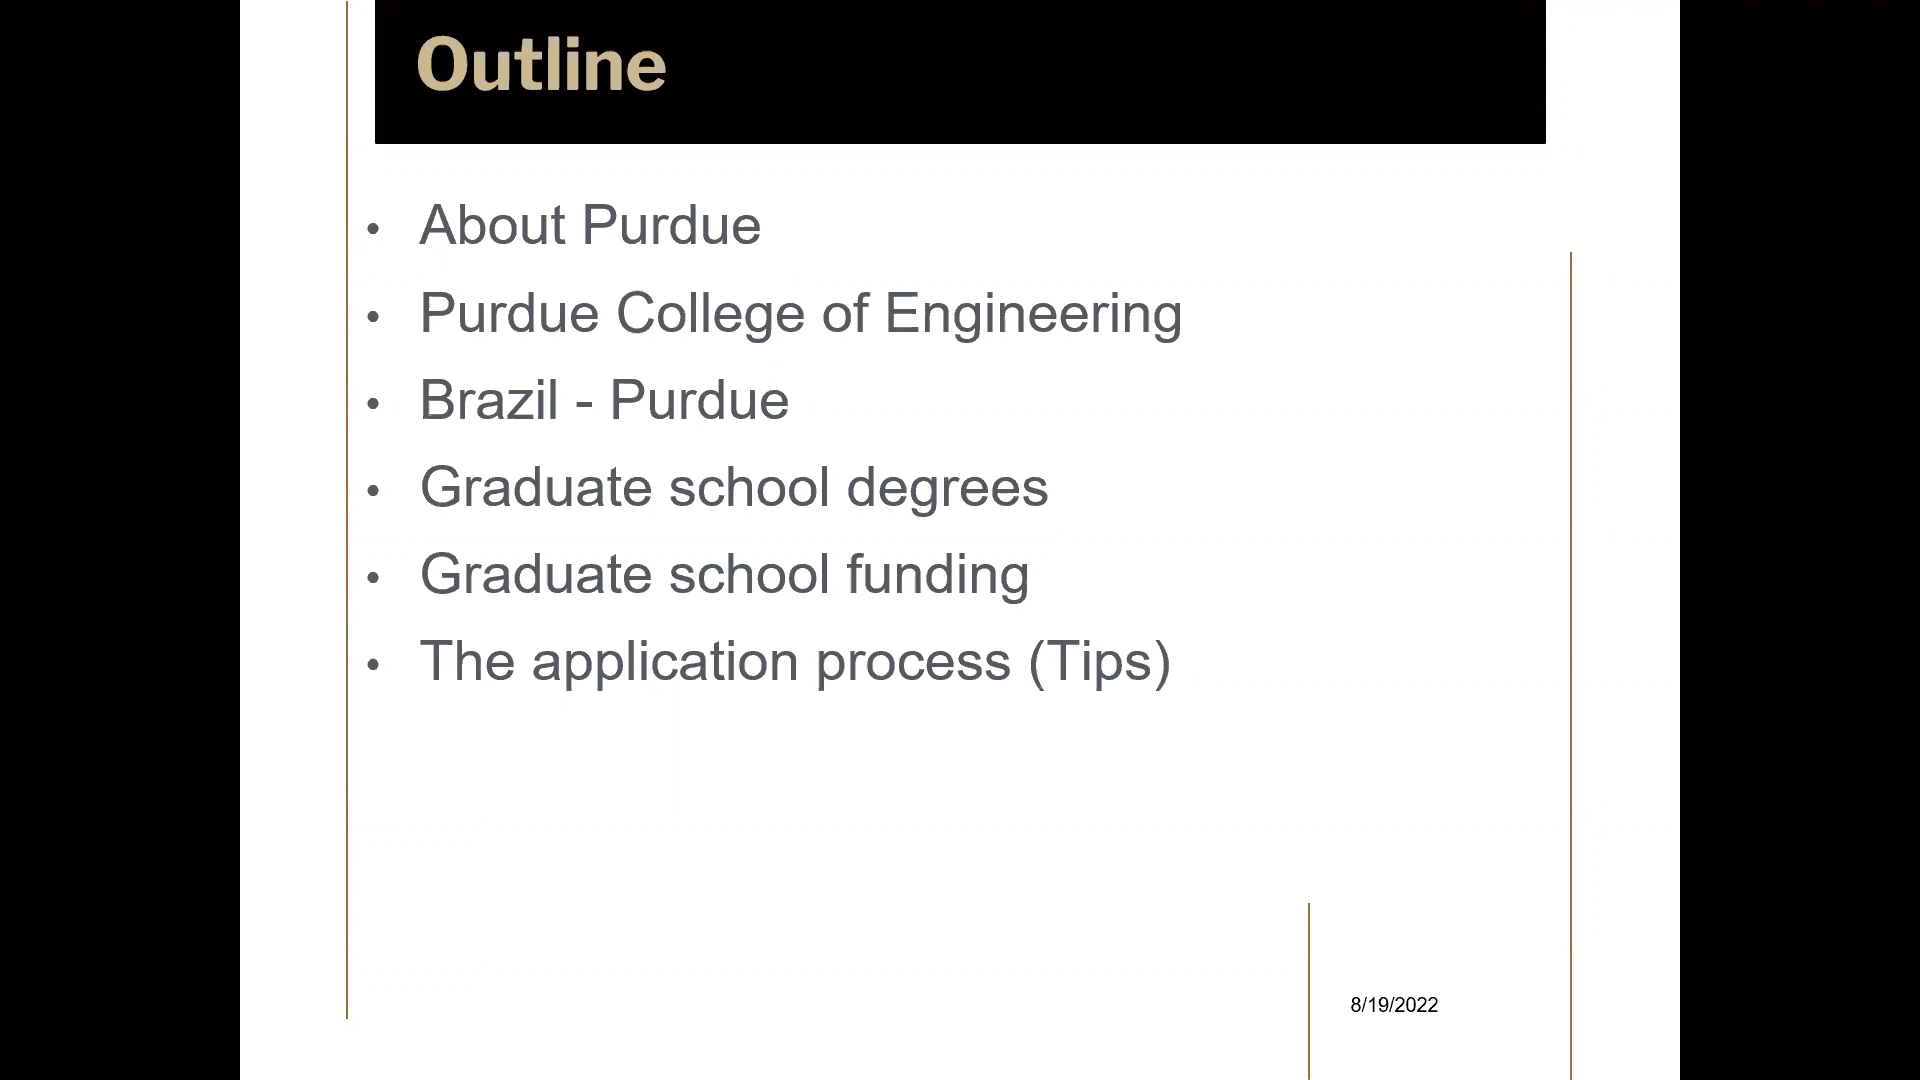 Outline
• About Purdue
• Purdue College of Engineering
• Brazil - Purdue
• Graduate school degrees
• Graduate school funding
• The application process (Tips)
8/19/2022